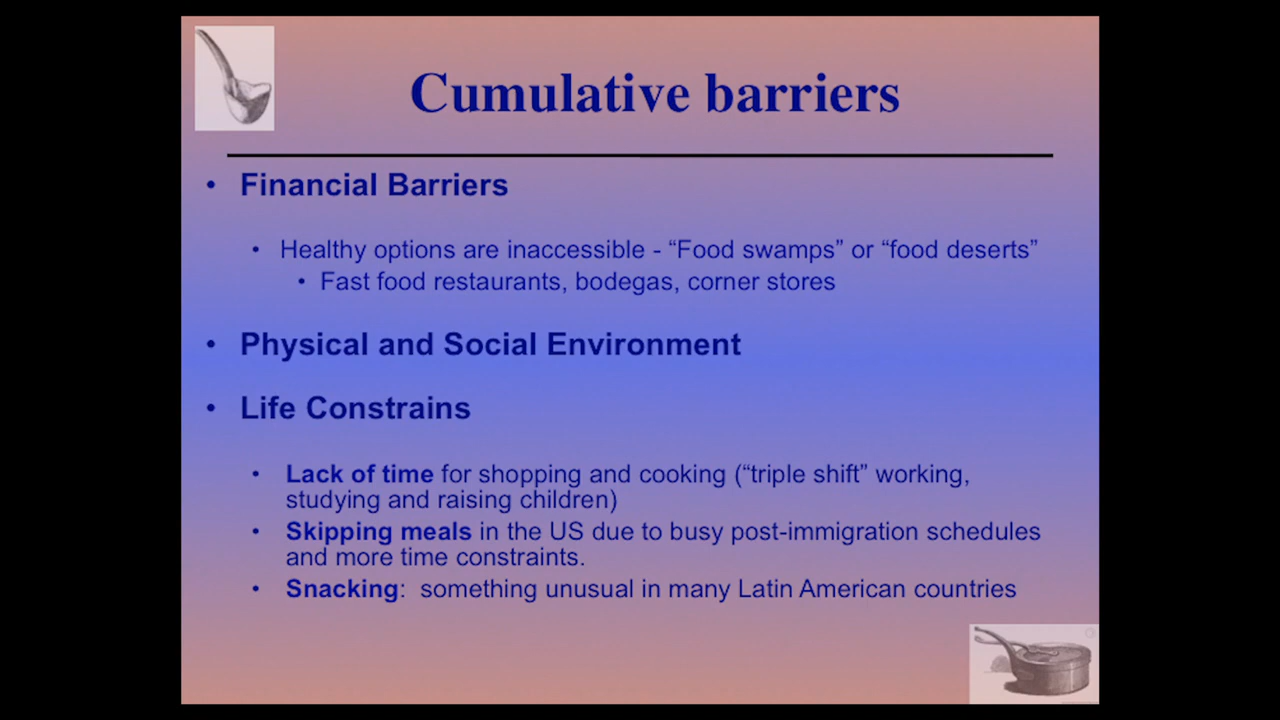 Cumulative barriers
• Financial Barriers
• Healthy options are inaccessible - “Food swamps” or “food deserts”
• Fast food restaurants, bodegas, corner stores
• Physical and Social Environment
• Life Constrains
• Lack of time for shopping and cooking (“triple shift” working,
studying and raising children)
• Skipping meals in the US due to busy post-immigration schedules
and more time constraints.
• Snacking:  something unusual in many Latin American countries